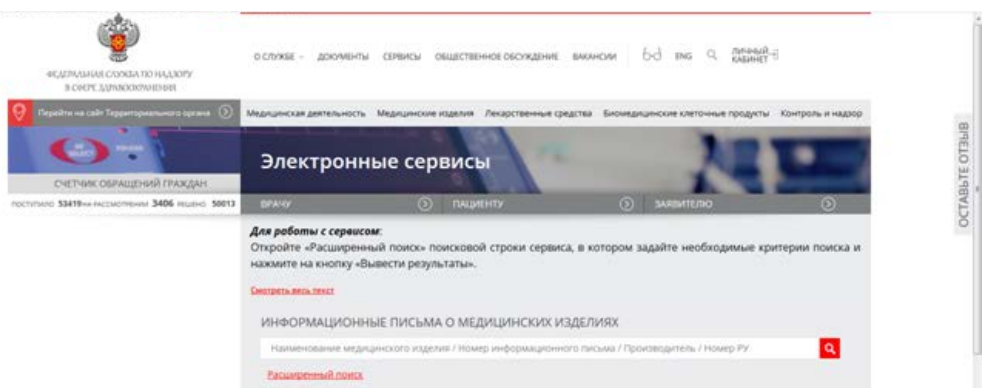 ФЕДЕРАЛЬНАЯ СЛУЖБА ПО НАДЗОРУ
В СФЕРЕ ЗДРАВООХРАНЕНИЯ
О СЛУЖБЕ ДОКУМЕНТЫ СЕРВИСЫ ОБЩЕСТВЕННОЕ ОБСУЖДЕНИЕ ВАКАНСИИ ENG ЛИЧНЫЙ КАБИНЕТ
Перейти на сайт Территориального органа
Медицинская деятельность Медицинские изделия Лекарственные средства Биомедицинские клеточные продукты Контроль и надзор
Электронные сервисы
СЧЕТЧИК ОБРАЩЕНИЙ ГРАЖДАН
ПОСТУПИЛО 53419 НА РАССМОТРЕНИИ 3406 РЕШЕНО 50013
ВРАЧУ ПАЦИЕНТУ ЗАЯВИТЕЛЮ
Для работы с сервисом:
Откройте «Расширенный поиск» поисковой строки сервиса, в котором задайте необходимые критерии поиска и
нажмите на кнопку «Вывести результаты».
Смотреть весь текст
ИНФОРМАЦИОННЫЕ ПИСЬМА О МЕДИЦИНСКИХ ИЗДЕЛИЯХ
Наименование медицинского изделия / Номер информационного письма / Производитель / Номер РУ
Расширенный поиск
ОСТАВЬТЕ ОТЗЫВ